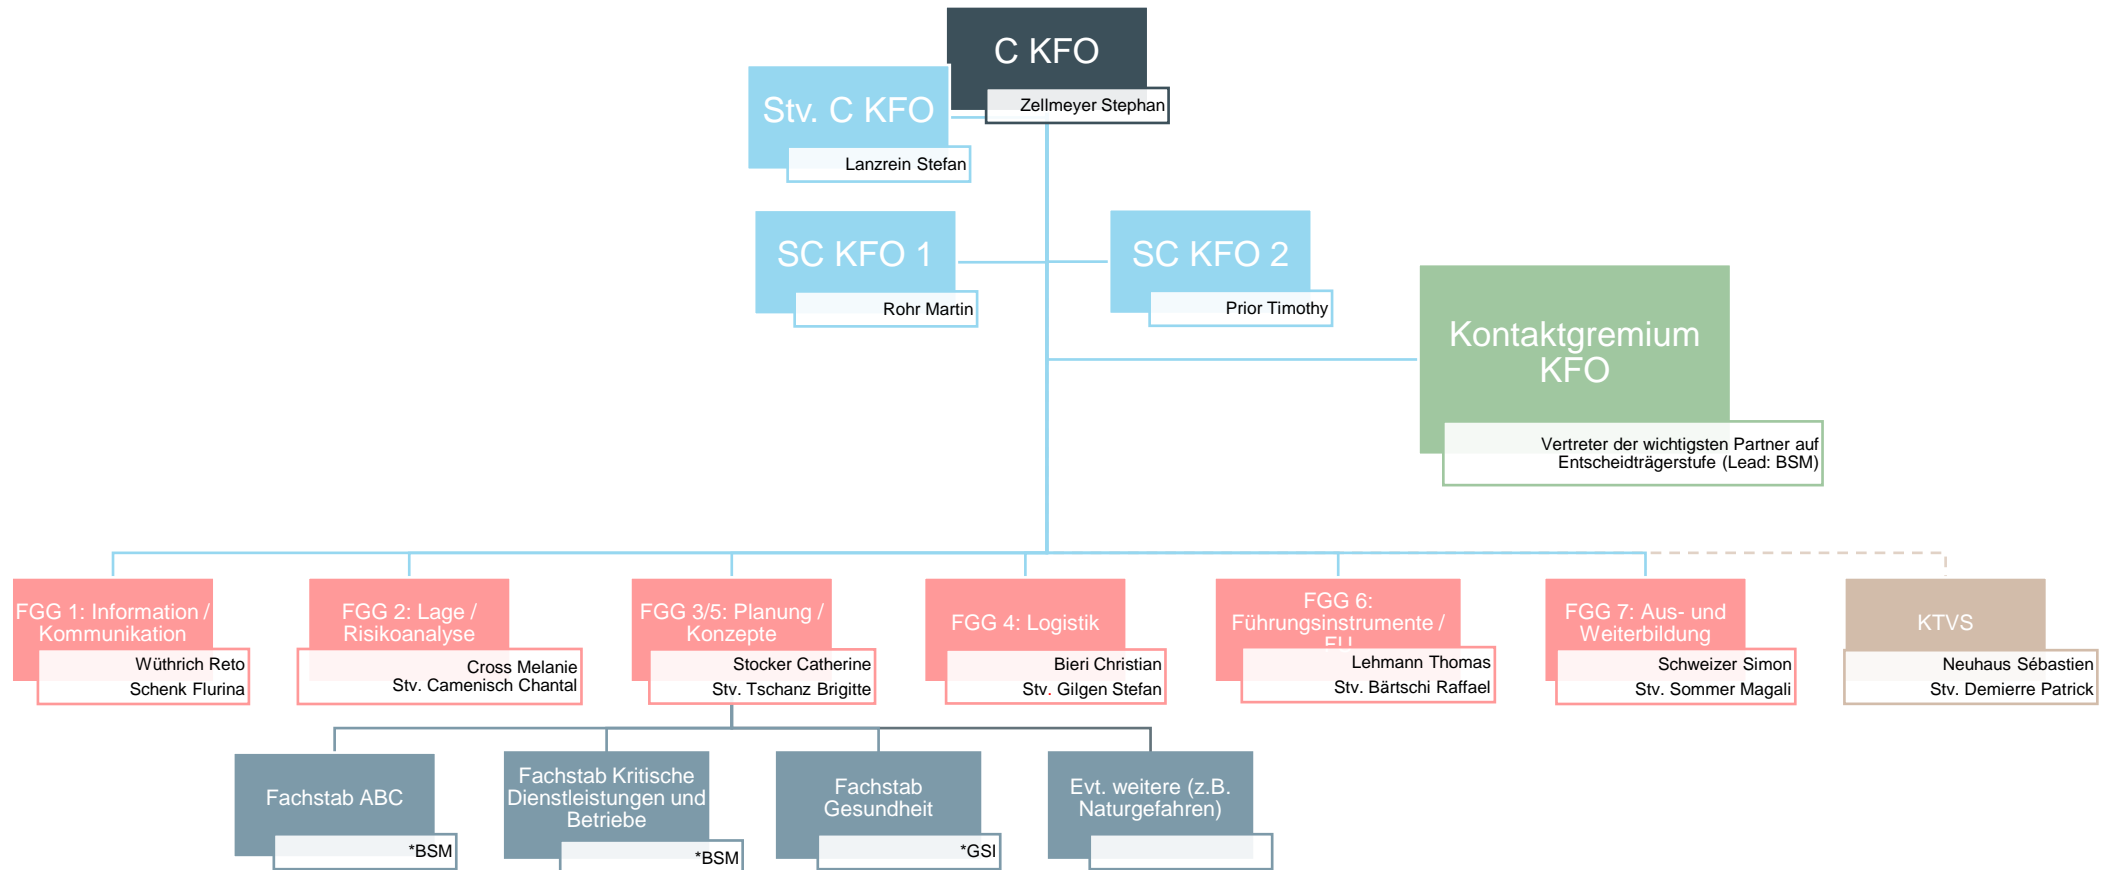 C KFO
Zellmeyer Stephan
Stv. C KFO
Lanzrein Stefan
SC KFO 1
Rohr Martin
SC KFO 2
Prior Timothy
Kontaktgremium
KFO
Vertreter der wichtigsten Partner auf
Entscheidträgerstufe (Lead: BSM)
FGG 1: Information /
Kommunikation
Wüthrich Reto
Schenk Flurina
FGG 2: Lage /
Risikoanalyse
Cross Melanie
Stv. Camenisch Chantal
FGG 3/5: Planung /
Konzepte
Stocker Catherine
Stv. Tschanz Brigitte
FGG 4: Logistik
Bieri Christian
Stv. Gilgen Stefan
FGG 6:
Führungsinstrumente /
Lehmann Thomas
Stv. Bärtschi Raffael
FGG 7: Aus- und
Weiterbildung
Schweizer Simon
Stv. Sommer Magali
KTVS
Neuhaus Sébastien
Stv. Demierre Patrick
Fachstab ABC
*BSM
Fachstab Kritische
Dienstleistungen und
Betriebe
*BSM
Fachstab
Gesundheit
*GSI
Evt. weitere (z.B.
Naturgefahren)